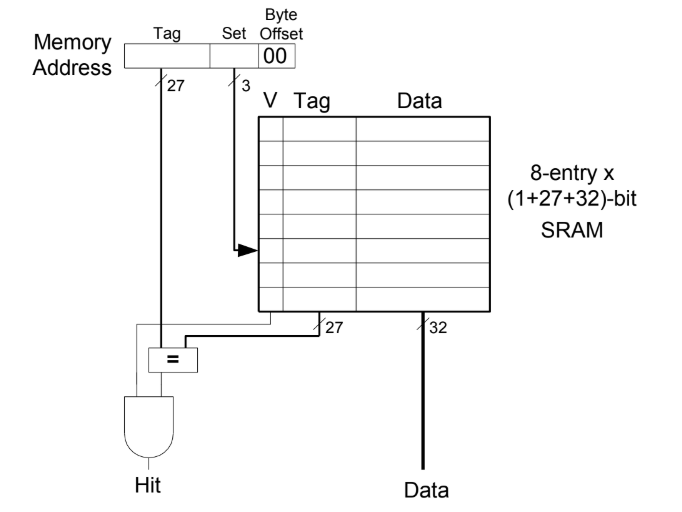 Byte
Tag Set Offset
Memory
Address
00
27 3
V Tag Data
8-entry x
(1+27+32)-bit
SRAM
27 32
=
Hit
Data